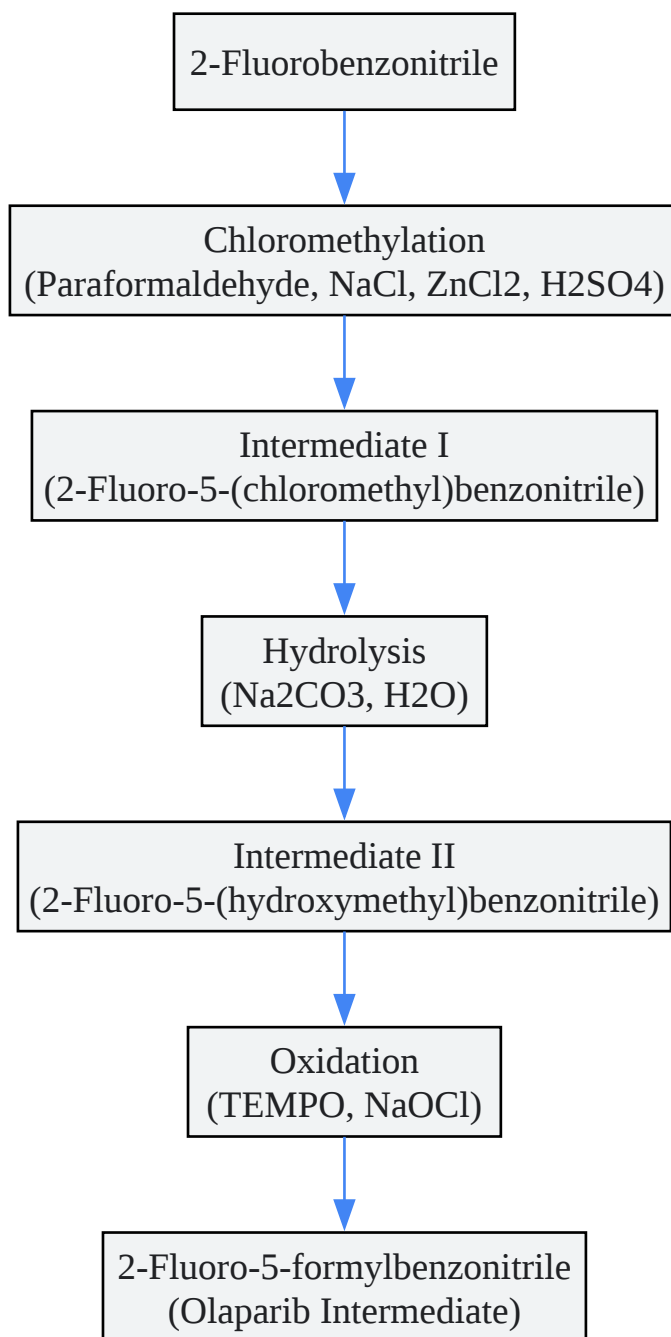 2-Fluorobenzonitrile
Chloromethylation
(Paraformaldehyde, NaCl, ZnCl2, H2SO4)
Intermediate I
(2-Fluoro-5-(chloromethyl)benzonitrile)
Hydrolysis
(Na2CO3, H2O)
Intermediate II
(2-Fluoro-5-(hydroxymethyl)benzonitrile)
Oxidation
(TEMPO, NaOCl)
2-Fluoro-5-formylbenzonitrile
(Olaparib Intermediate)